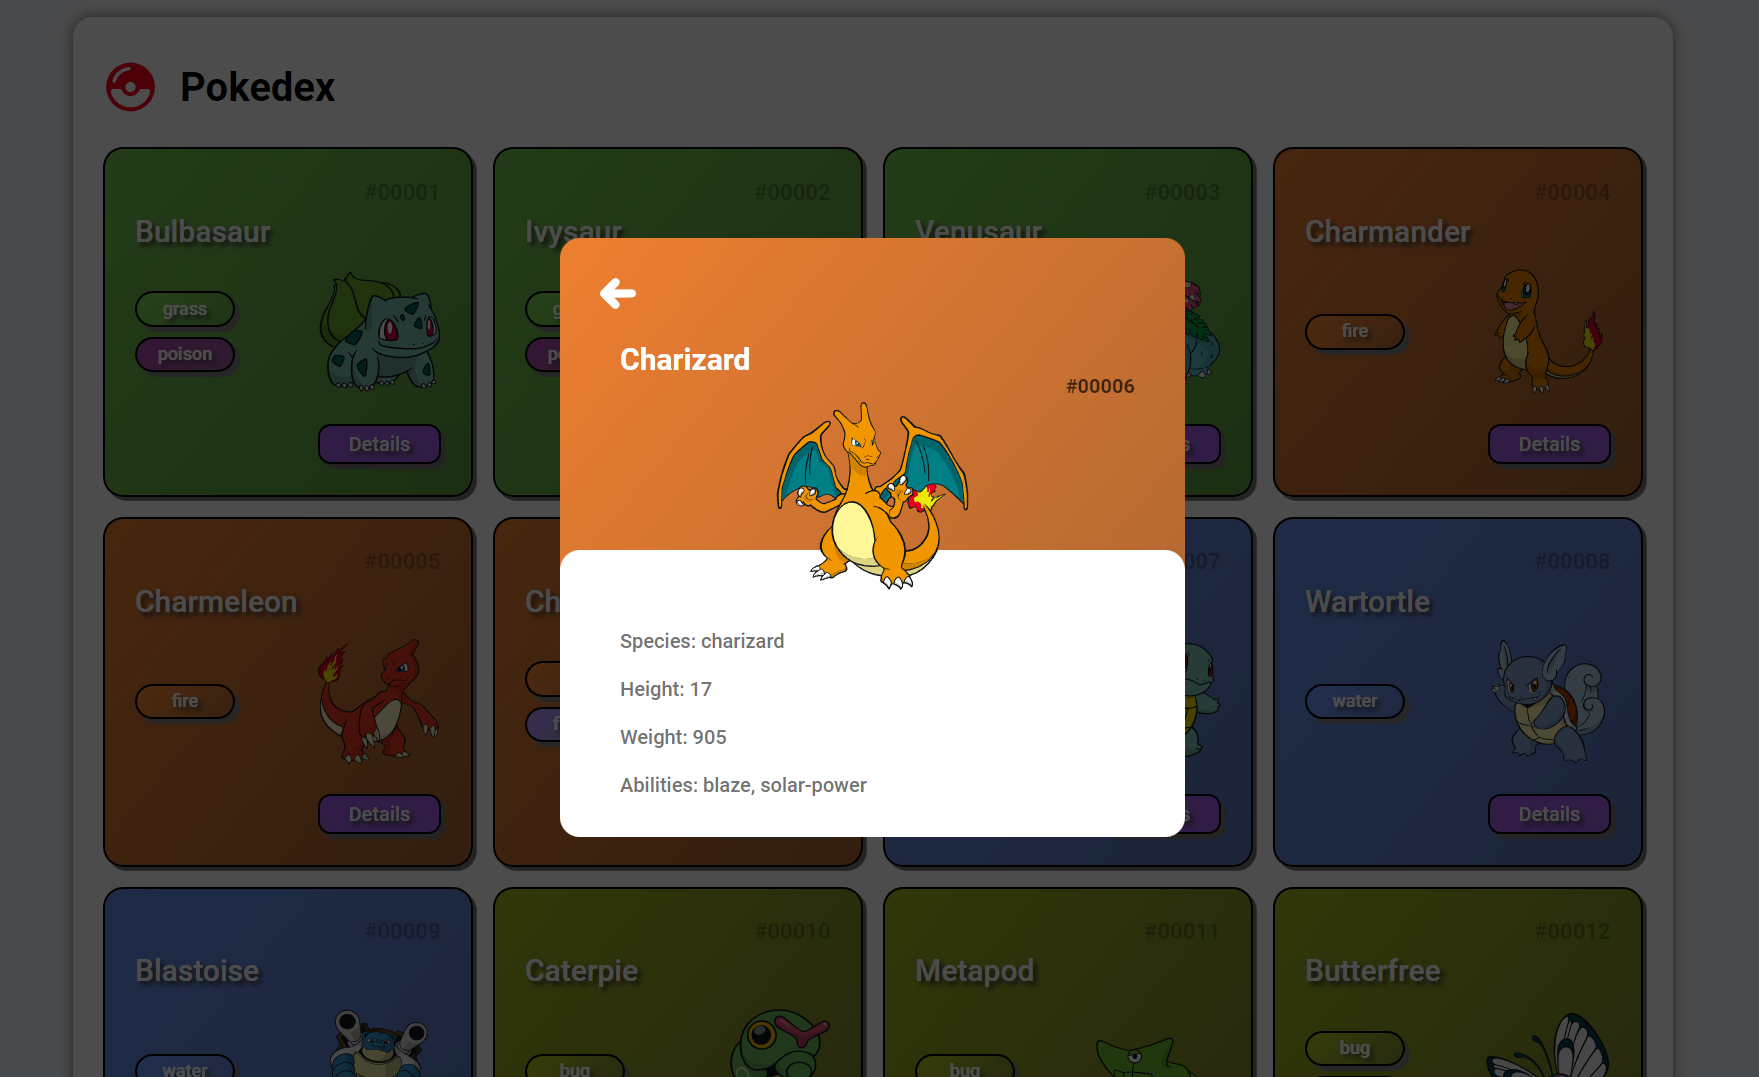 Pokedex
#00001
Bulbasaur
grass
poison
Details
#00002
Ivysaur
#00003
Venusaur
#00004
Charmander
fire
Details
Charizard
#00006
Species: charizard
Height: 17
Weight: 905
Abilities: blaze, solar-power
#00005
Charmeleon
fire
Details
Ch
07
#00008
Wartortle
water
Details
#00009
Blastoise
water
#00010
Caterpie
bug
#00011
Metapod
bug
#00012
Butterfree
bug